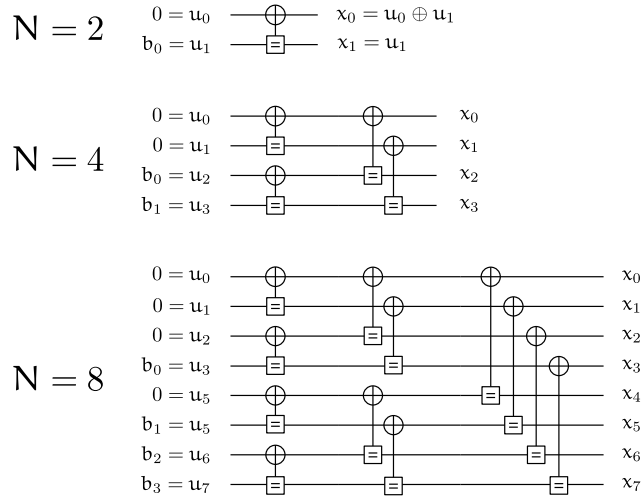 N = 2
0 = u₀ x₀ = u₀ ⊕ u₁
b₀ = u₁ = x₁ = u₁
N = 4
0 = u₀ x₀
0 = u₁ = x₁
b₀ = u₂ = x₂
b₁ = u₃ = = x₃
N = 8
0 = u₀ x₀
0 = u₁ = x₁
0 = u₂ = x₂
b₀ = u₃ = = x₃
0 = u₅ = x₄
b₁ = u₅ = = x₅
b₂ = u₆ = = x₆
b₃ = u₇ = = = x₇